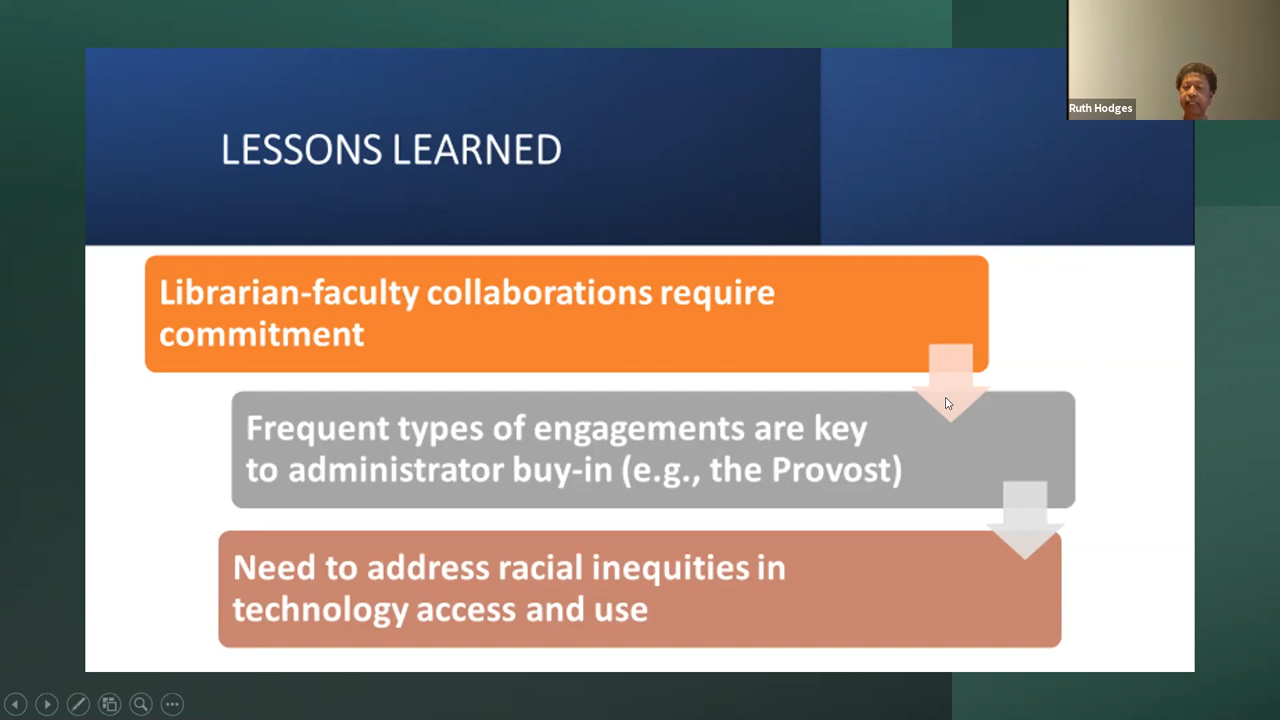 Ruth Hodges
LESSONS LEARNED
Librarian-faculty collaborations require
commitment
Frequent types of engagements are key
to administrator buy-in (e.g., the Provost)
Need to address racial inequities in
technology access and use